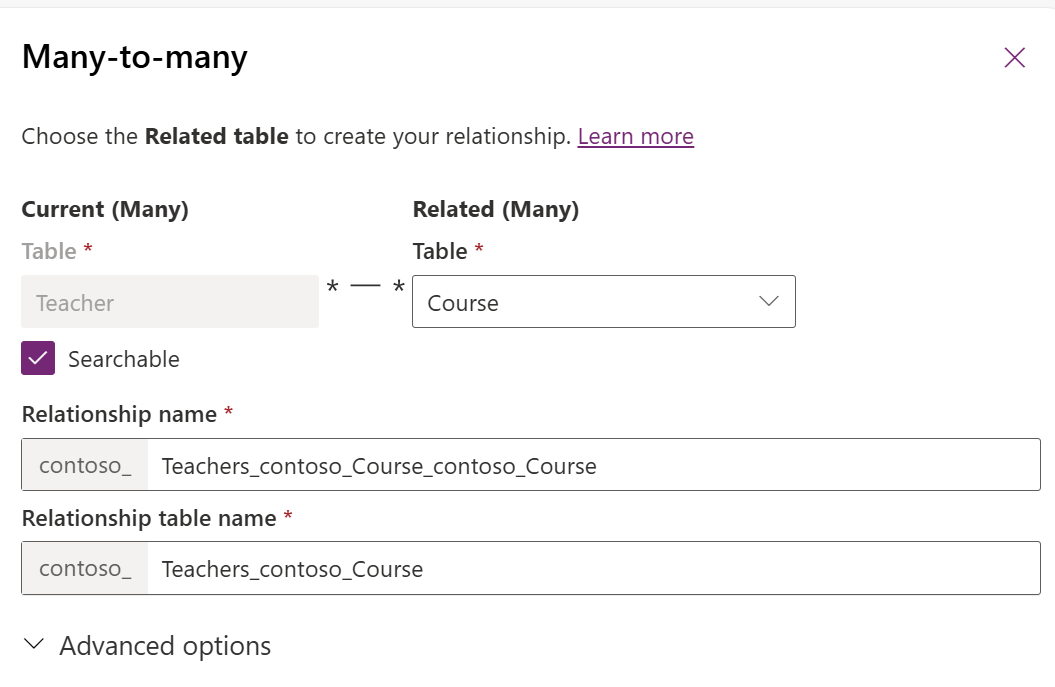 Many-to-many
Choose the Related table to create your relationship. Learn more
Current (Many) Related (Many)
Table * Table *
Teacher * — * Course
Searchable
Relationship name *
contoso_ Teachers_contoso_Course_contoso_Course
Relationship table name *
contoso_ Teachers_contoso_Course
Advanced options